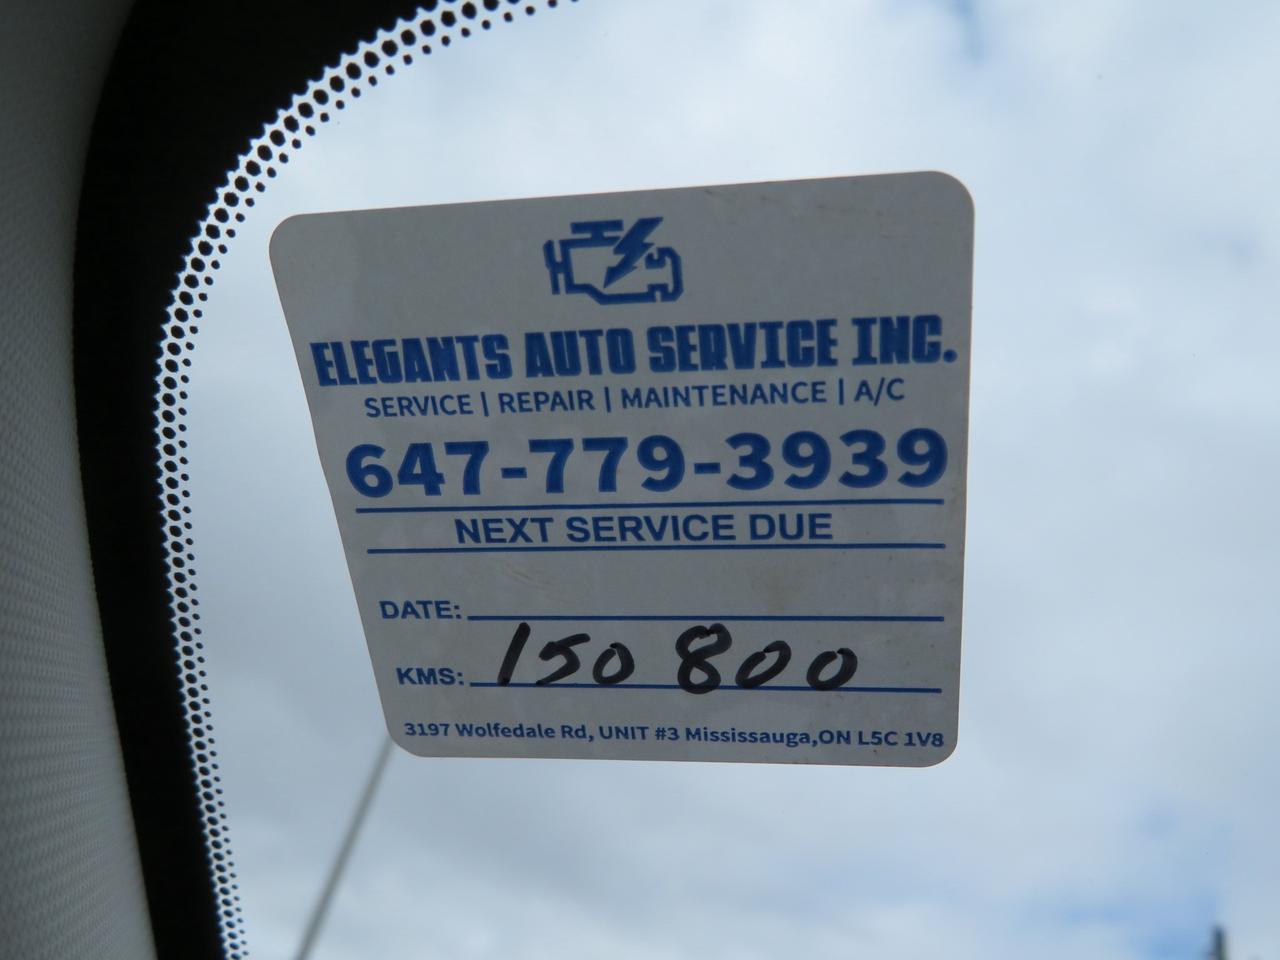 ELEGANTS AUTO SERVICE INC.
SERVICE | REPAIR | MAINTENANCE | A/C
647-779-3939
NEXT SERVICE DUE
DATE:
KMS: 150 800
3197 Wolfedale Rd, UNIT #3 Mississauga,ON L5C 1V8